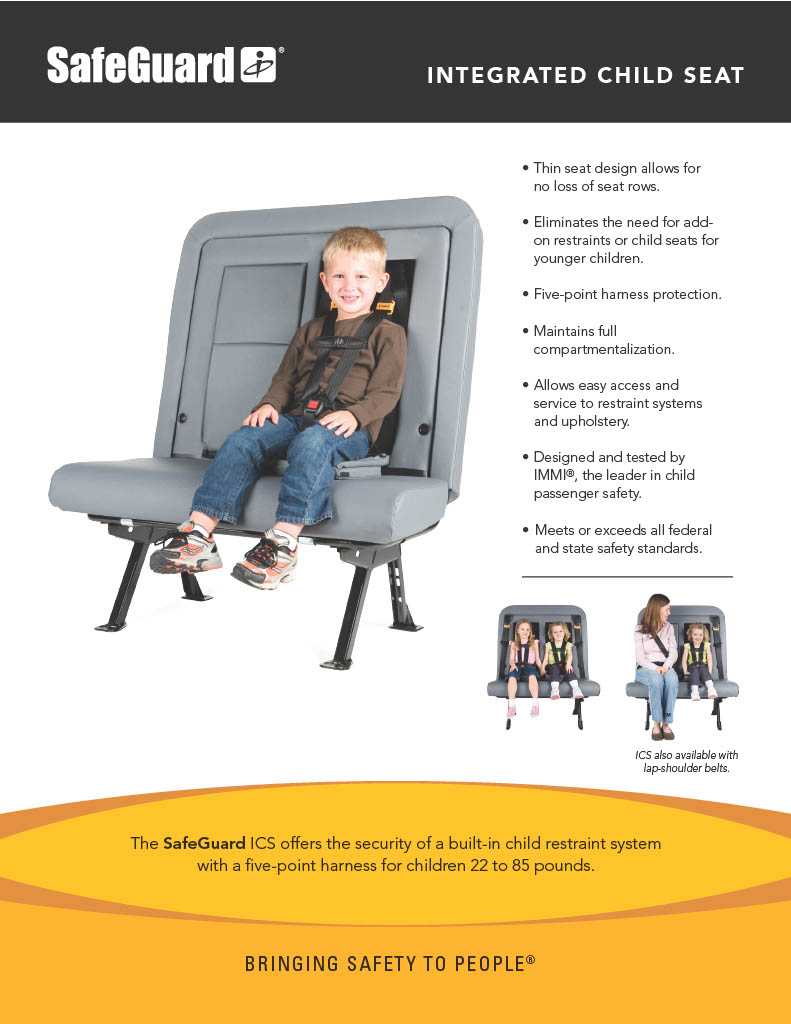 SafeGuard®
INTEGRATED CHILD SEAT
• Thin seat design allows for
no loss of seat rows.
• Eliminates the need for add-
on restraints or child seats for
younger children.
• Five-point harness protection.
• Maintains full
compartmentalization.
• Allows easy access and
service to restraint systems
and upholstery.
• Designed and tested by
IMMI®, the leader in child
passenger safety.
• Meets or exceeds all federal
and state safety standards.
ICS also available with
lap-shoulder belts.
The SafeGuard ICS offers the security of a built-in child restraint system
with a five-point harness for children 22 to 85 pounds.
BRINGING SAFETY TO PEOPLE®